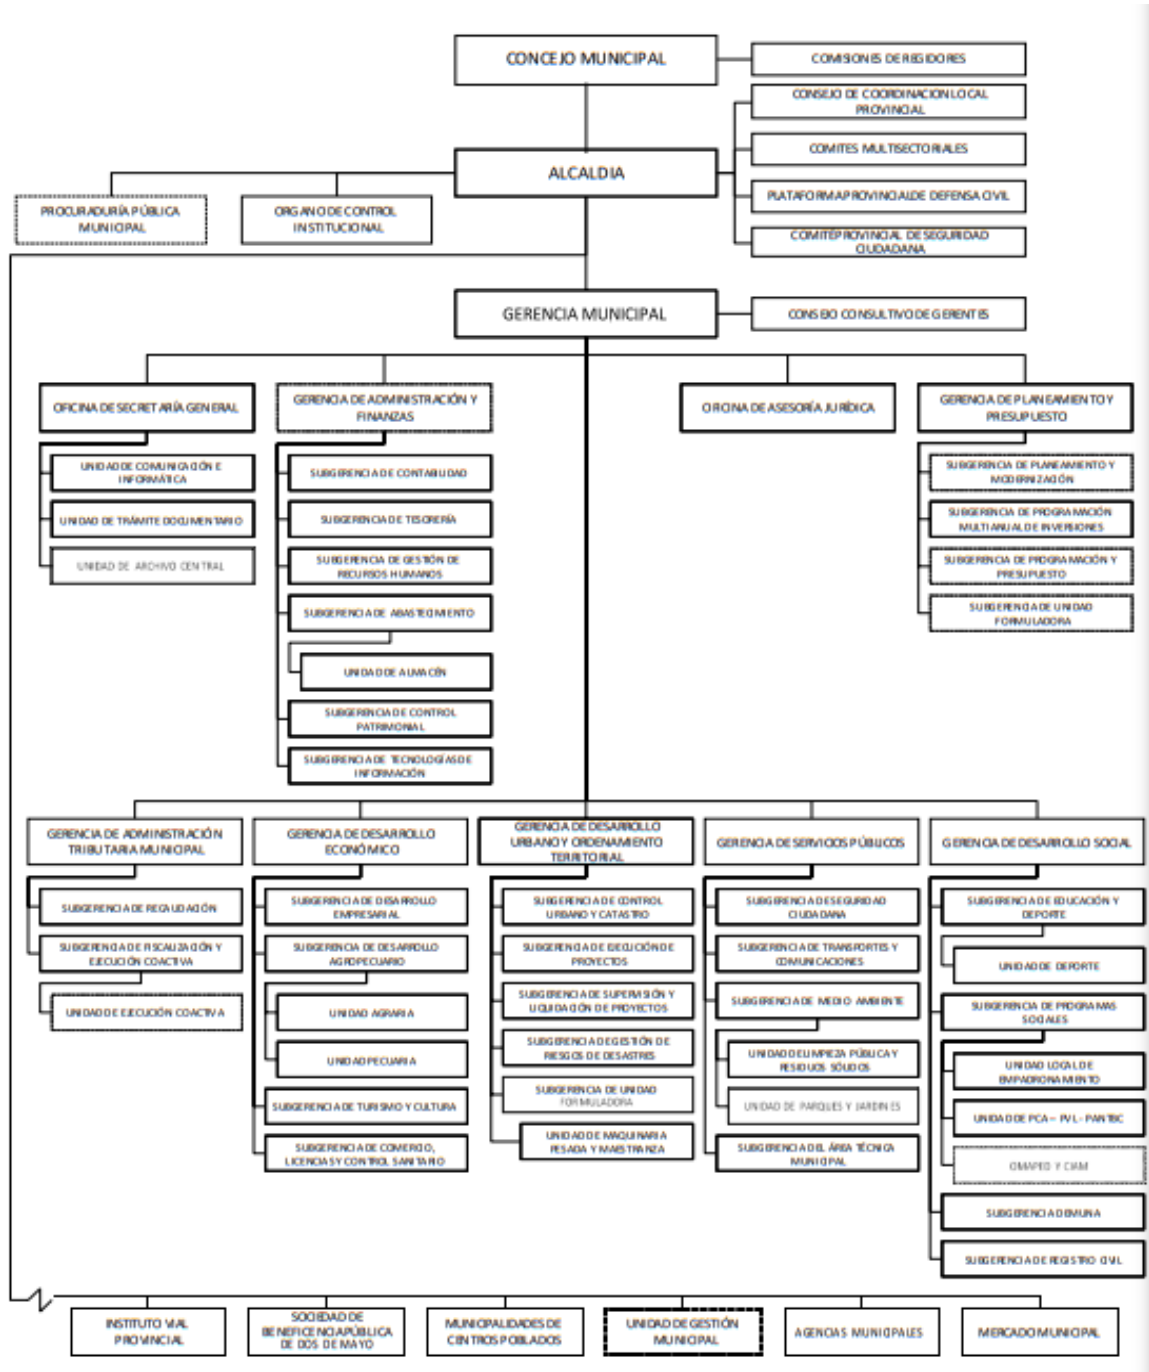 CONCEJO MUNICIPAL
COMISIONES DE REGIDORES
CONSEJO DE COORDINACION LOCAL
PROVINCIAL
ALCALDIA
COMITES MULTISECTORIALES
PLATAFORMA PROVINCIAL DE DEFENSA CIVIL
COMITÉ PROVINCIAL DE SEGURIDAD
CIUDADANA
PROCURADURÍA PÚBLICA
MUNICIPAL
ORGANO DE CONTROL
INSTITUCIONAL
GERENCIA MUNICIPAL
CONSEJO CONSULTIVO DE GERENTES
OFICINA DE SECRETARÍA GENERAL
GERENCIA DE ADMINISTRACIÓN Y
FINANZAS
OFICINA DE ASESORÍA JURÍDICA
GERENCIA DE PLANEAMIENTO Y
PRESUPUESTO
UNIDAD DE COMUNICACIÓN E
INFORMÁTICA
UNIDAD DE TRÁMITE DOCUMENTARIO
UNIDAD DE ARCHIVO CENTRAL
SUBGERENCIA DE CONTABILIDAD
SUBGERENCIA DE TESORERÍA
SUBGERENCIA DE GESTIÓN DE
RECURSOS HUMANOS
SUBGERENCIA DE ABASTECIMIENTO
UNIDAD DE ALMACÉN
SUBGERENCIA DE CONTROL
PATRIMONIAL
SUBGERENCIA DE TECNOLOGÍAS DE
INFORMACIÓN
SUBGERENCIA DE PLANEAMIENTO Y
MODERNIZACIÓN
SUBGERENCIA DE PROGRAMACIÓN
MULTIANUAL DE INVERSIONES
SUBGERENCIA DE PROGRAMACIÓN Y
PRESUPUESTO
SUBGERENCIA DE UNIDAD
FORMULADORA
GERENCIA DE ADMINISTRACIÓN
TRIBUTARIA MUNICIPAL
SUBGERENCIA DE RECAUDACIÓN
SUBGERENCIA DE FISCALIZACIÓN Y
EJECUCIÓN COACTIVA
UNIDAD DE EJECUCIÓN COACTIVA
GERENCIA DE DESARROLLO
ECONÓMICO
SUBGERENCIA DE DESARROLLO
EMPRESARIAL
SUBGERENCIA DE DESARROLLO
AGROPECUARIO
UNIDAD AGRARIA
UNIDAD PECUARIA
SUBGERENCIA DE TURISMO Y CULTURA
SUBGERENCIA DE COMERCIO,
LICENCIAS Y CONTROL SANITARIO
GERENCIA DE DESARROLLO
URBANO Y ORDENAMIENTO
TERRITORIAL
SUBGERENCIA DE CONTROL
URBANO Y CATASTRO
SUBGERENCIA DE EJECUCIÓN DE
PROYECTOS
SUBGERENCIA DE SUPERVISIÓN Y
LIQUIDACIÓN DE PROYECTOS
SUBGERENCIA DE GESTIÓN DE
RIESGOS DE DESASTRES
SUBGERENCIA DE UNIDAD
FORMULADORA
UNIDAD DE MAQUINARIA
PESADA Y MAESTRANZA
GERENCIA DE SERVICIOS PÚBLICOS
SUBGERENCIA DE SEGURIDAD
CIUDADANA
SUBGERENCIA DE TRANSPORTES Y
COMUNICACIONES
SUBGERENCIA DE MEDIO AMBIENTE
UNIDAD DE LIMPIEZA PÚBLICA Y
RESIDUOS SÓLIDOS
UNIDAD DE PARQUES Y JARDINES
SUBGERENCIA DEL ÁREA TÉCNICA
MUNICIPAL
GERENCIA DE DESARROLLO SOCIAL
SUBGERENCIA DE EDUCACIÓN Y
DEPORTE
UNIDAD DE DEPORTE
SUBGERENCIA DE PROGRAMAS
SOCIALES
UNIDAD LOCAL DE
EMPADRONAMIENTO
UNIDAD DE PCA – PVL - PANTBC
OMAPED Y CIAM
SUBGERENCIA DEMUNA
SUBGERENCIA DE REGISTRO CIVIL
INSTITUTO VIAL
PROVINCIAL
SOCIEDAD DE
BENEFICENCIA PÚBLICA
DE DOS DE MAYO
MUNICIPALIDADES DE
CENTROS POBLADOS
UNIDAD DE GESTIÓN
MUNICIPAL
AGENCIAS MUNICIPALES
MERCADO MUNICIPAL